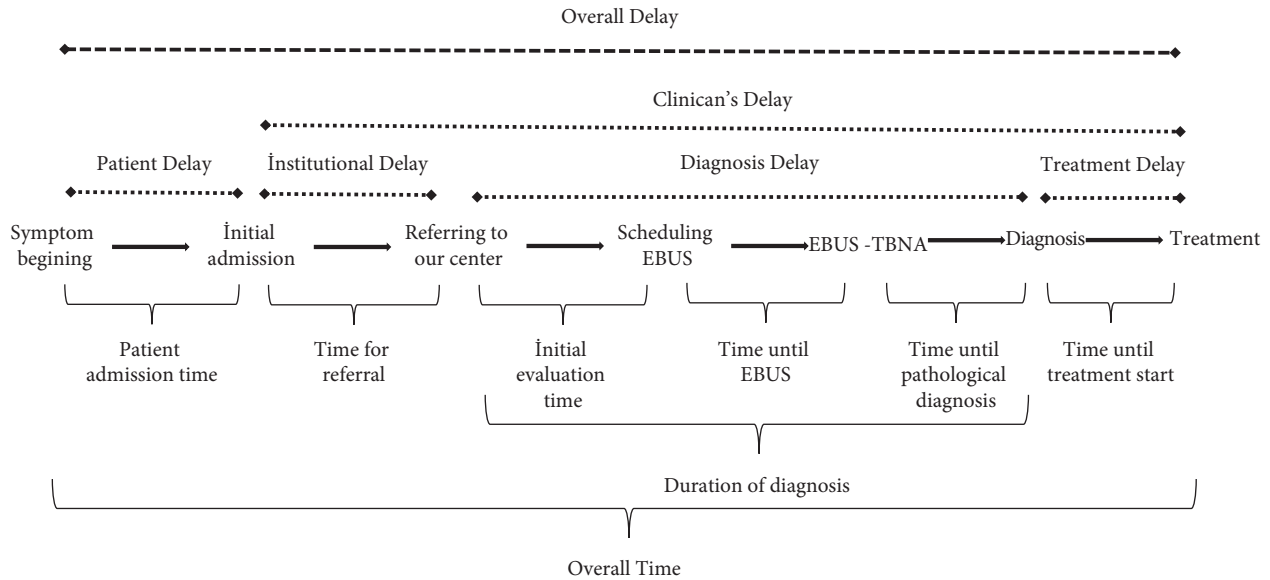 Overall Delay
Clinican's Delay
Patient Delay
İnstitutional Delay
Diagnosis Delay
Treatment Delay
Symptom
begining
İnitial
admission
Referring to
our center
Scheduling
EBUS
EBUS -TBNA
Diagnosis
Treatment
Patient
admission time
Time for
referral
İnitial
evaluation
time
Time until
EBUS
Time until
pathological
diagnosis
Time until
treatment start
Duration of diagnosis
Overall Time